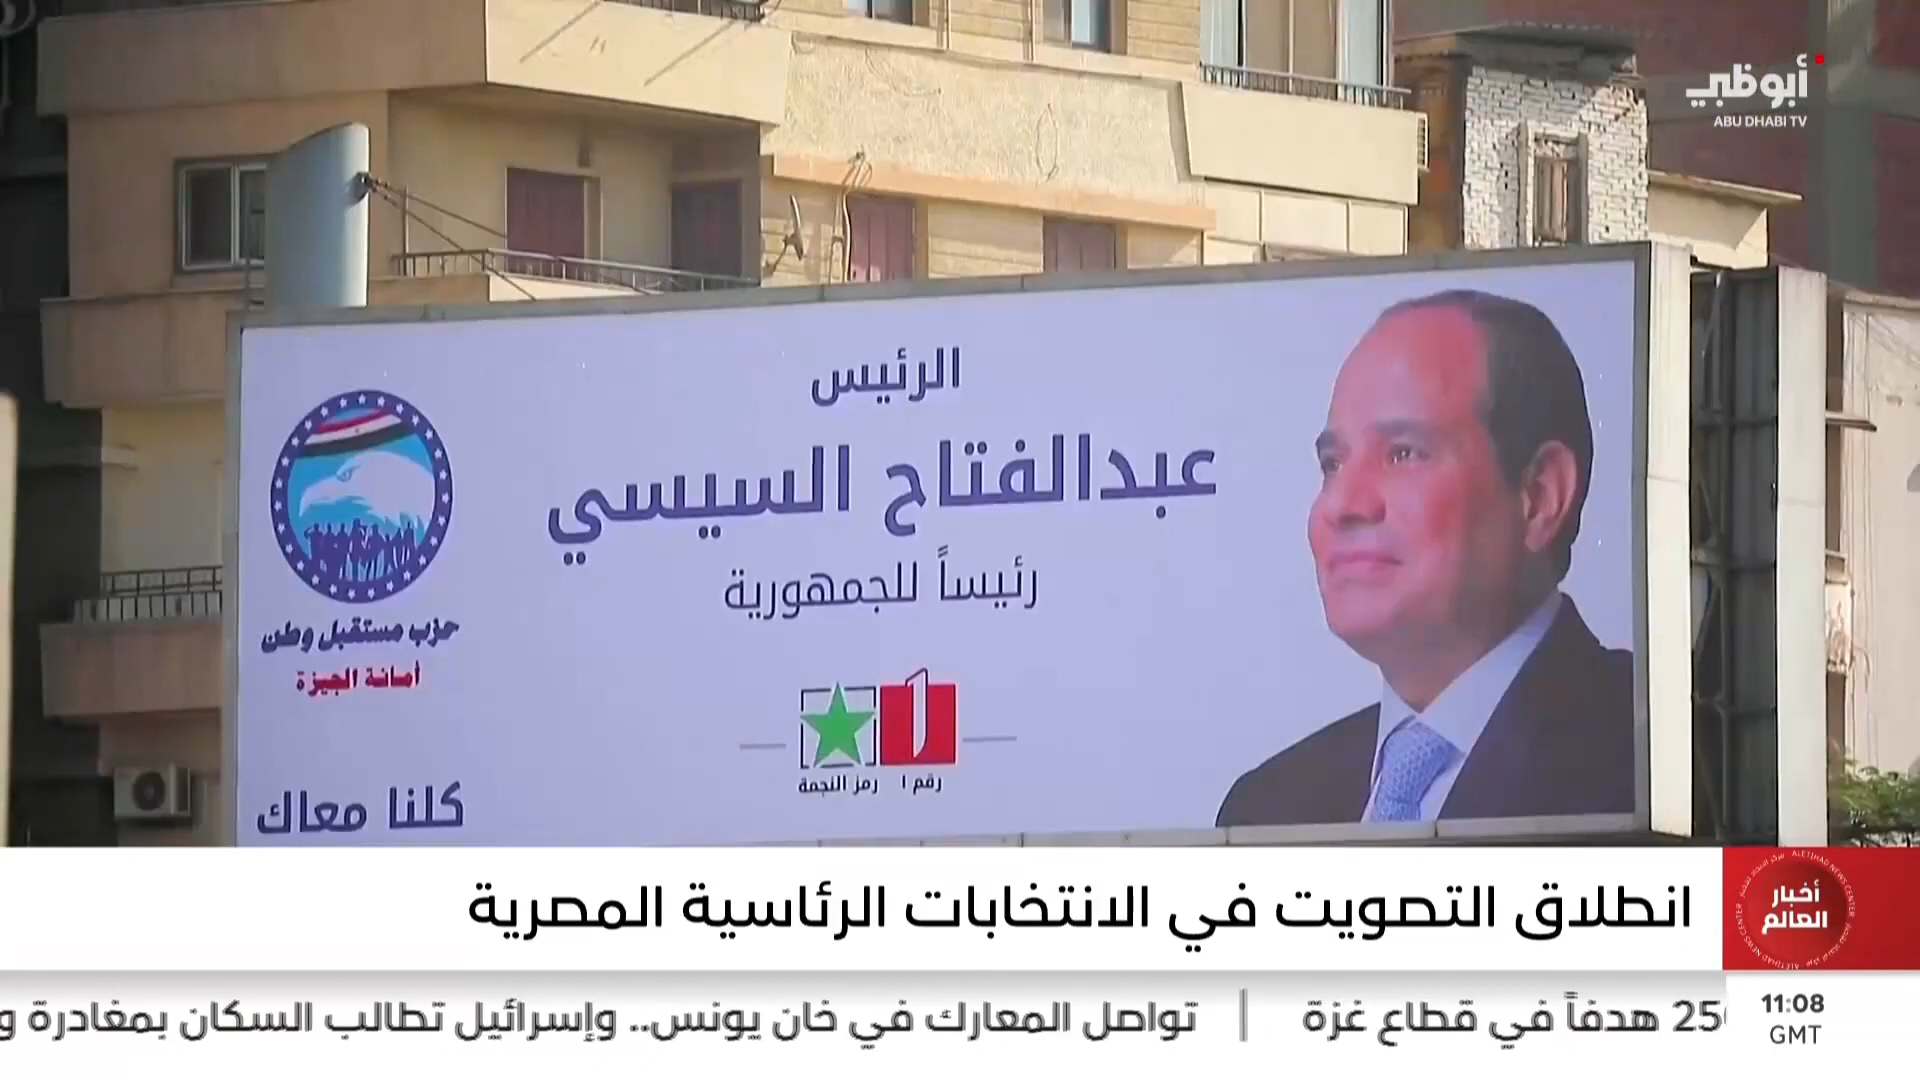 أبوظبي
ABU DHABI TV
الرئيس
عبدالفتاح السيسي
رئيساً للجمهورية
رقم ١ رمز النجمة
حزب مستقبل وطن
أمانة الجيزة
كلنا معاك
أخبار العالم
انطلاق التصويت في الانتخابات الرئاسية المصرية
هدفاً في قطاع غزة | تواصل المعارك في خان يونس.. وإسرائيل تطالب السكان بمغادرة و
11:08
GMT